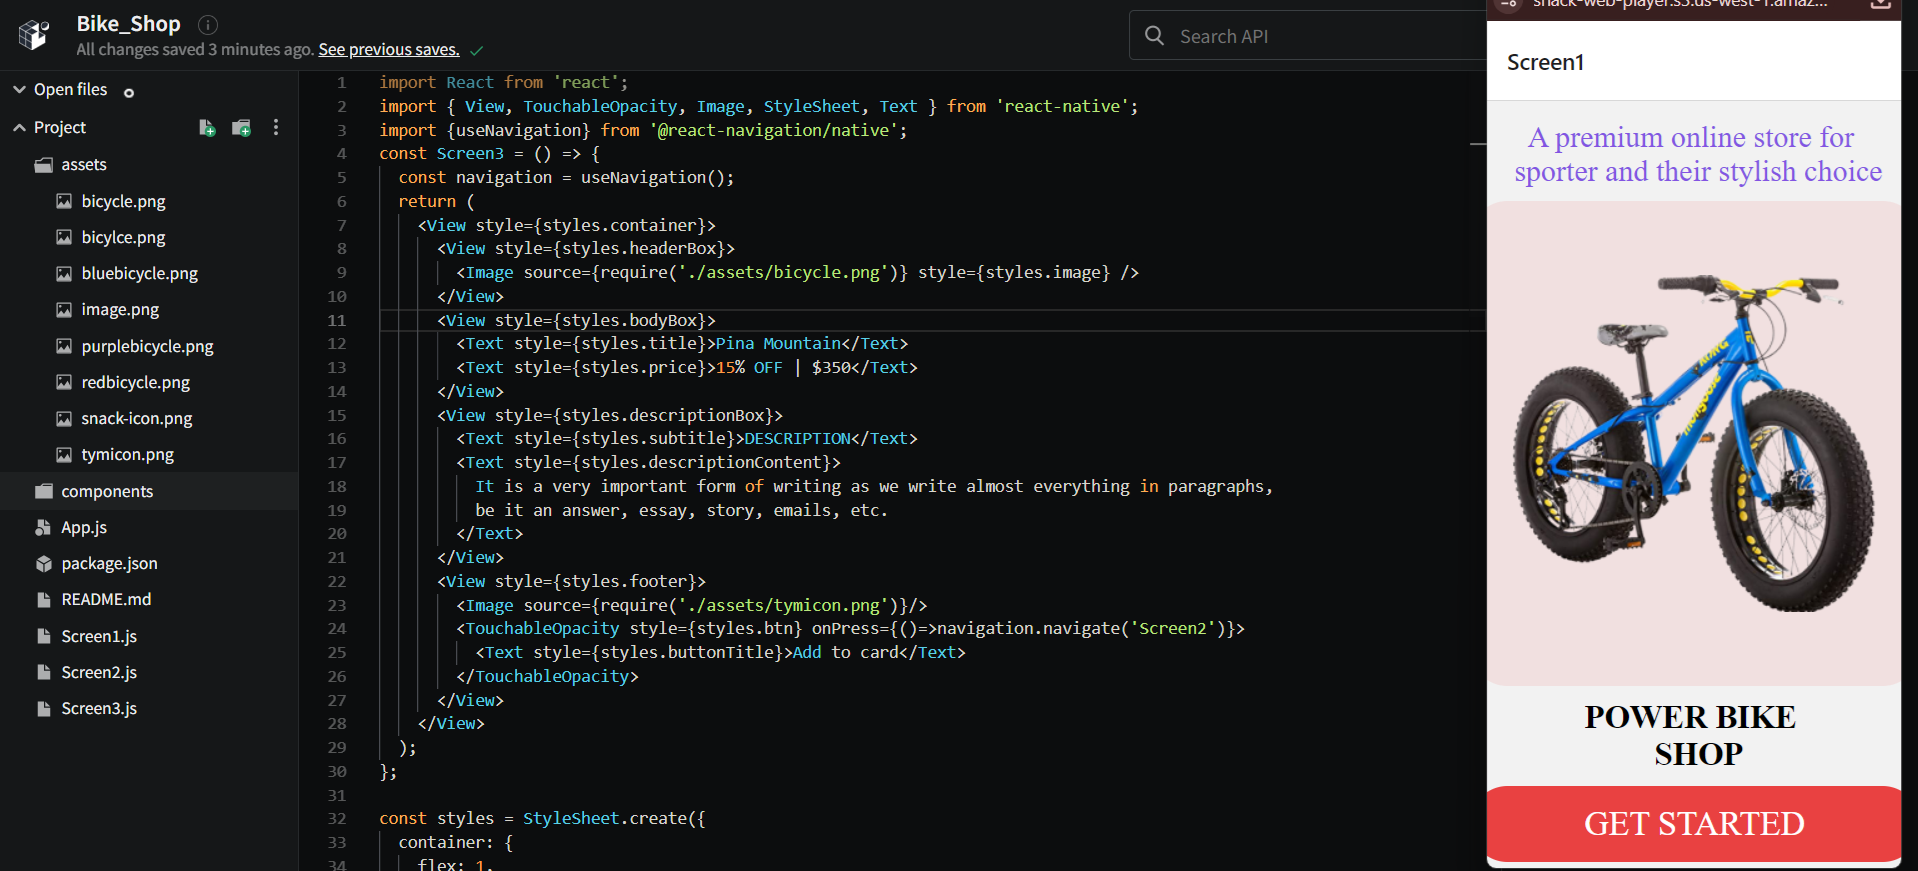 Bike_Shop
All changes saved 3 minutes ago. See previous saves.
Search API
Open files
Project
assets
bicycle.png
bicylce.png
bluebicycle.png
image.png
purplebicycle.png
redbicycle.png
snack-icon.png
tymicon.png
components
App.js
package.json
README.md
Screen1.js
Screen2.js
Screen3.js
1 import React from 'react';
2 import { View, TouchableOpacity, Image, StyleSheet, Text } from 'react-native';
3 import {useNavigation} from '@react-navigation/native';
4 const Screen3 = () => {
5 const navigation = useNavigation();
6 return (
7 <View style={styles.container}>
8 <View style={styles.headerBox}>
9 <Image source={require('./assets/bicycle.png')} style={styles.image} />
10 </View>
11 <View style={styles.bodyBox}>
12 <Text style={styles.title}>Pina Mountain</Text>
13 <Text style={styles.price}>15% OFF | $350</Text>
14 </View>
15 <View style={styles.descriptionBox}>
16 <Text style={styles.subtitle}>DESCRIPTION</Text>
17 <Text style={styles.descriptionContent}>
18 It is a very important form of writing as we write almost everything in paragraphs,
19 be it an answer, essay, story, emails, etc.
20 </Text>
21 </View>
22 <View style={styles.footer}>
23 <Image source={require('./assets/tymicon.png')}/>
24 <TouchableOpacity style={styles.btn} onPress={()=>navigation.navigate('Screen2')}>
25 <Text style={styles.buttonTitle}>Add to card</Text>
26 </TouchableOpacity>
27 </View>
28 </View>
29 );
30 };
31
32 const styles = StyleSheet.create({
33 container: {
34 flex: 1,
snack-web-player.s3.us-west-1.amaz...
Screen1
A premium online store for
sporter and their stylish choice
KONG
mongoose
POWER BIKE
SHOP
GET STARTED